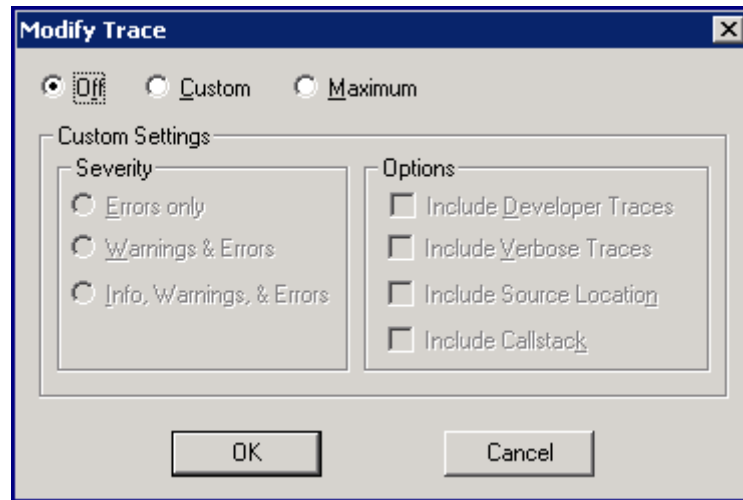 Modify Trace
Off Custom Maximum
Custom Settings
Severity
Errors only
Warnings & Errors
Info, Warnings, & Errors
Options
Include Developer Traces
Include Verbose Traces
Include Source Location
Include Callstack
OK Cancel